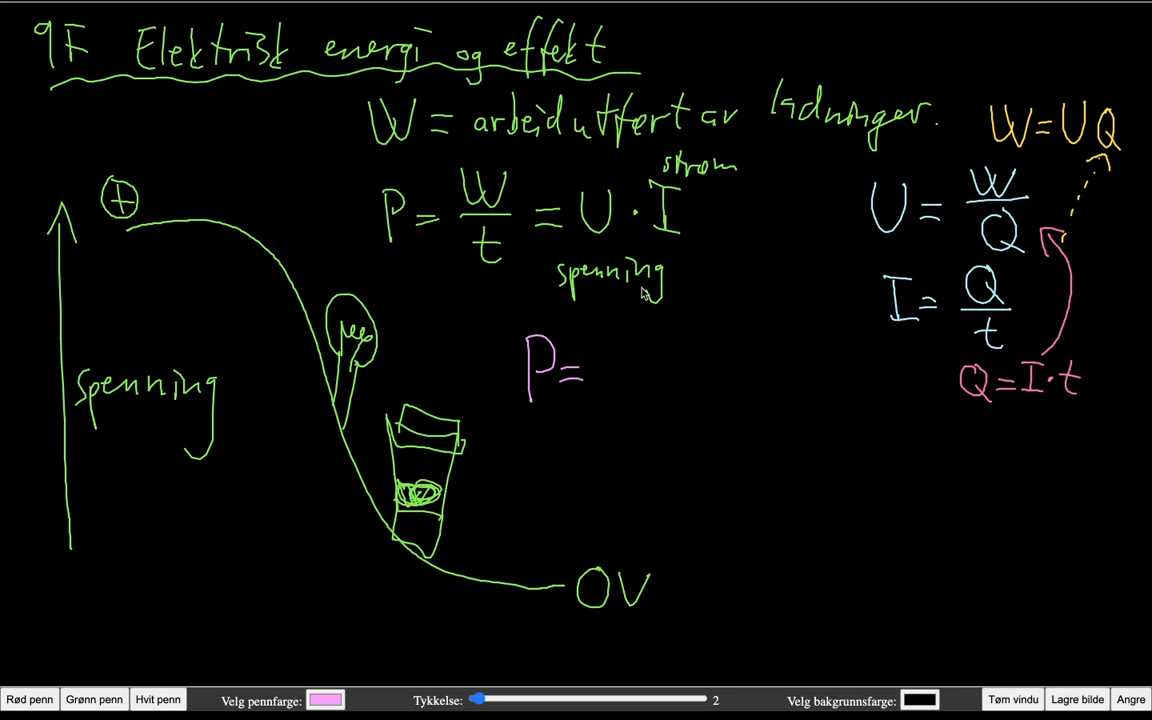 9F Elektrisk energi og effekt
W = arbeid utført av ladninger.
W = U Q
strøm
P = W/t = U · I
U = W/Q
spenning
I = Q/t
P =
Q = I · t
spenning
+
0V
Rød penn Grønn penn Hvit penn Velg pennfarge: Tykkelse: 2 Velg bakgrunnsfarge: Tøm vindu Lagre bilde Angre